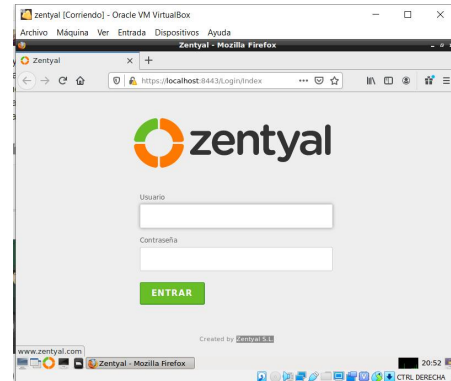 zentyal [Corriendo] - Oracle VM VirtualBox
Archivo Máquina Ver Entrada Dispositivos Ayuda
Zentyal - Mozilla Firefox
Zentyal
https://localhost:8443/Login/Index
zentyal
Usuario
Contraseña
ENTRAR
Created by Zentyal S.L.
www.zentyal.com
Zentyal - Mozilla Firefox
20:52
CTRL DERECHA